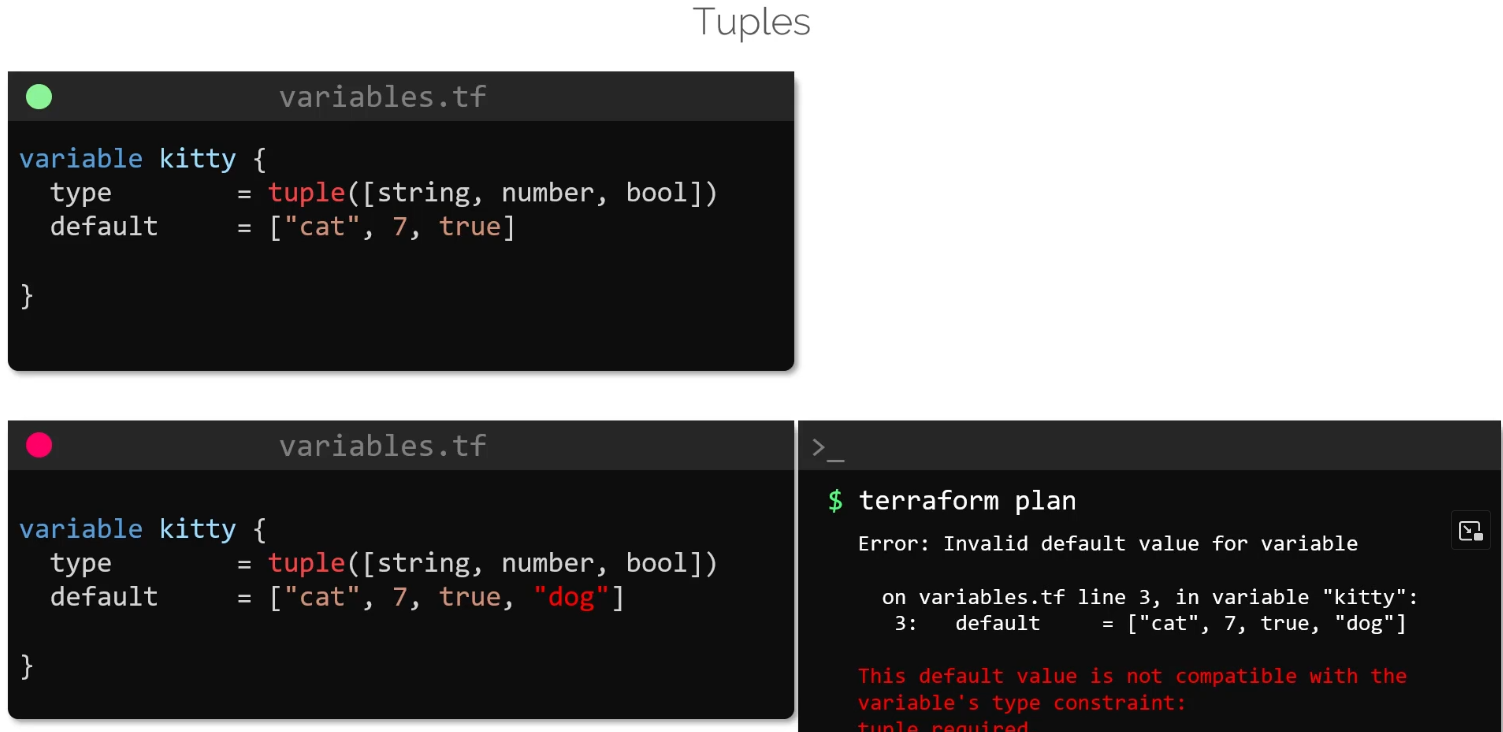 Tuples
variables.tf
variable kitty {
  type        = tuple([string, number, bool])
  default     = ["cat", 7, true]
}
variables.tf
variable kitty {
  type        = tuple([string, number, bool])
  default     = ["cat", 7, true, "dog"]
}
>_
$ terraform plan
Error: Invalid default value for variable
  on variables.tf line 3, in variable "kitty":
   3:   default     = ["cat", 7, true, "dog"]
This default value is not compatible with the
variable's type constraint:
tuple required